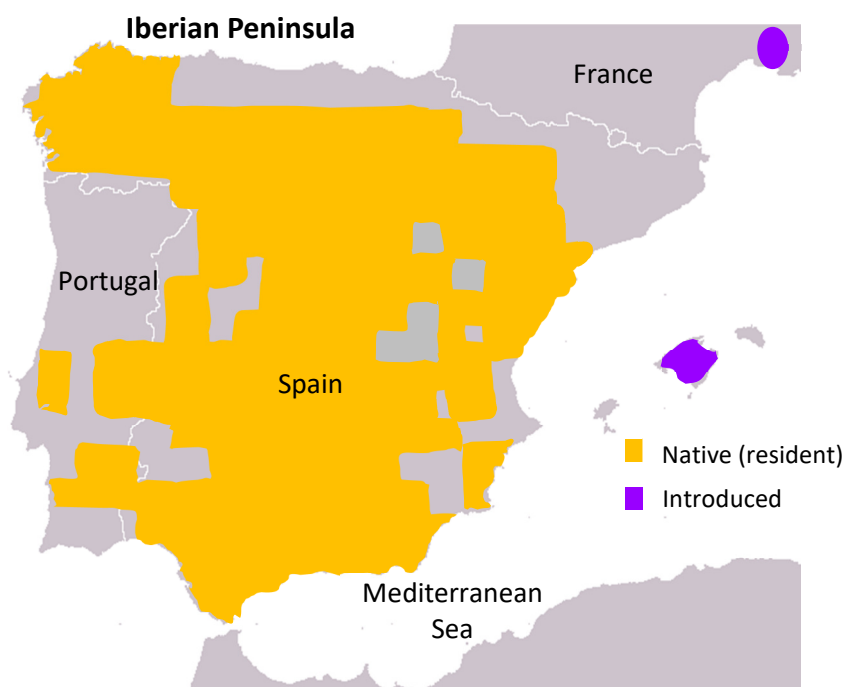 Iberian Peninsula
France
Portugal
Spain
Native (resident)
Introduced
Mediterranean
Sea